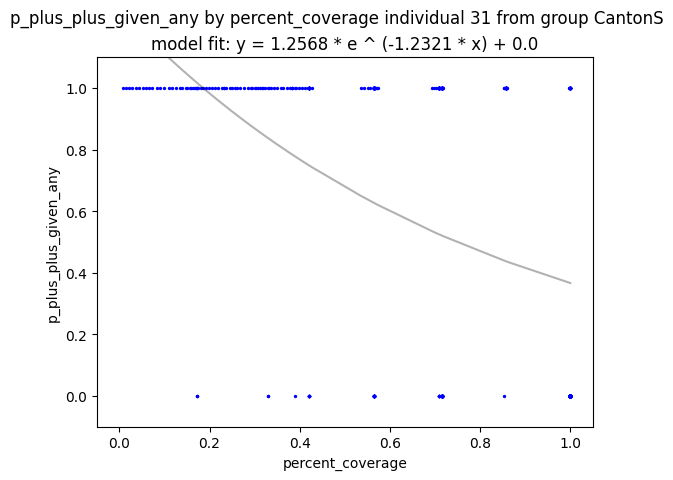 p_plus_plus_given_any by percent_coverage individual 31 from group CantonS
model fit: y = 1.2568 * e ^ (-1.2321 * x) + 0.0
1.0
0.8
0.6
0.4
0.2
0.0
p_plus_plus_given_any
0.0 0.2 0.4 0.6 0.8 1.0
percent_coverage